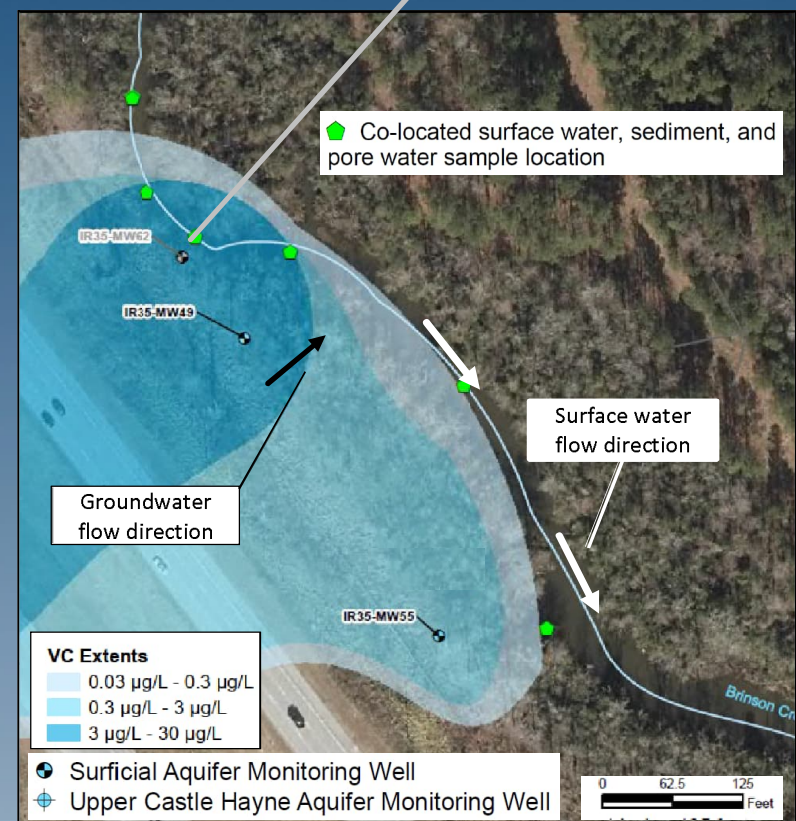 Co-located surface water, sediment, and
pore water sample location
IR35-MW62
IR35-MW49
Surface water
flow direction
Groundwater
flow direction
IR35-MW55
VC Extents
0.03 µg/L - 0.3 µg/L
0.3 µg/L - 3 µg/L
3 µg/L - 30 µg/L
Brinson
Surficial Aquifer Monitoring Well
Upper Castle Hayne Aquifer Monitoring Well
0 62.5 125
Feet